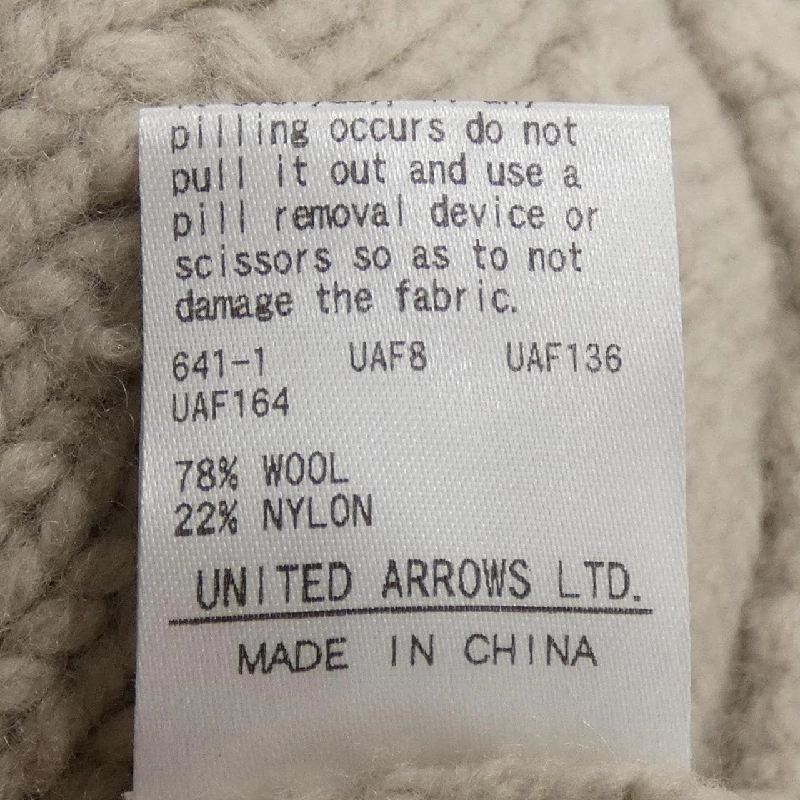 pilling occurs do not
pull it out and use a
pill removal device or
scissors so as to not
damage the fabric.
641-1 UAF8 UAF136
UAF164
78% WOOL
22% NYLON
UNITED ARROWS LTD.
MADE IN CHINA